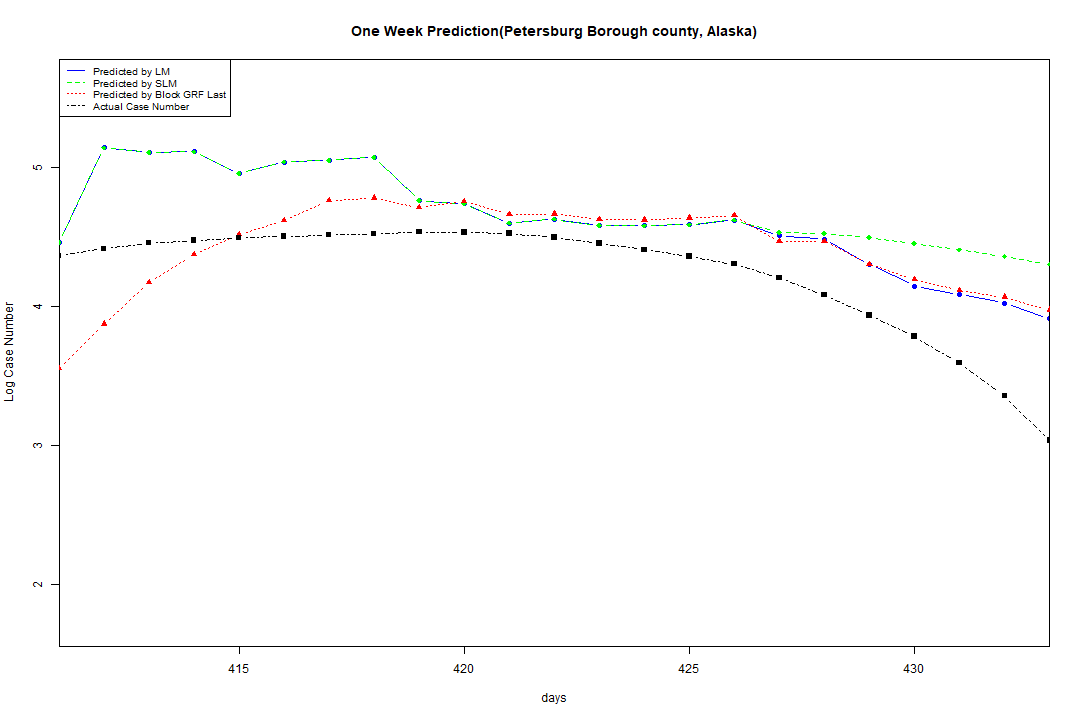 One Week Prediction(Petersburg Borough county, Alaska)
Predicted by LM
Predicted by SLM
Predicted by Block GRF Last
Actual Case Number
5
4
3
2
Log Case Number
415 420 425 430
days